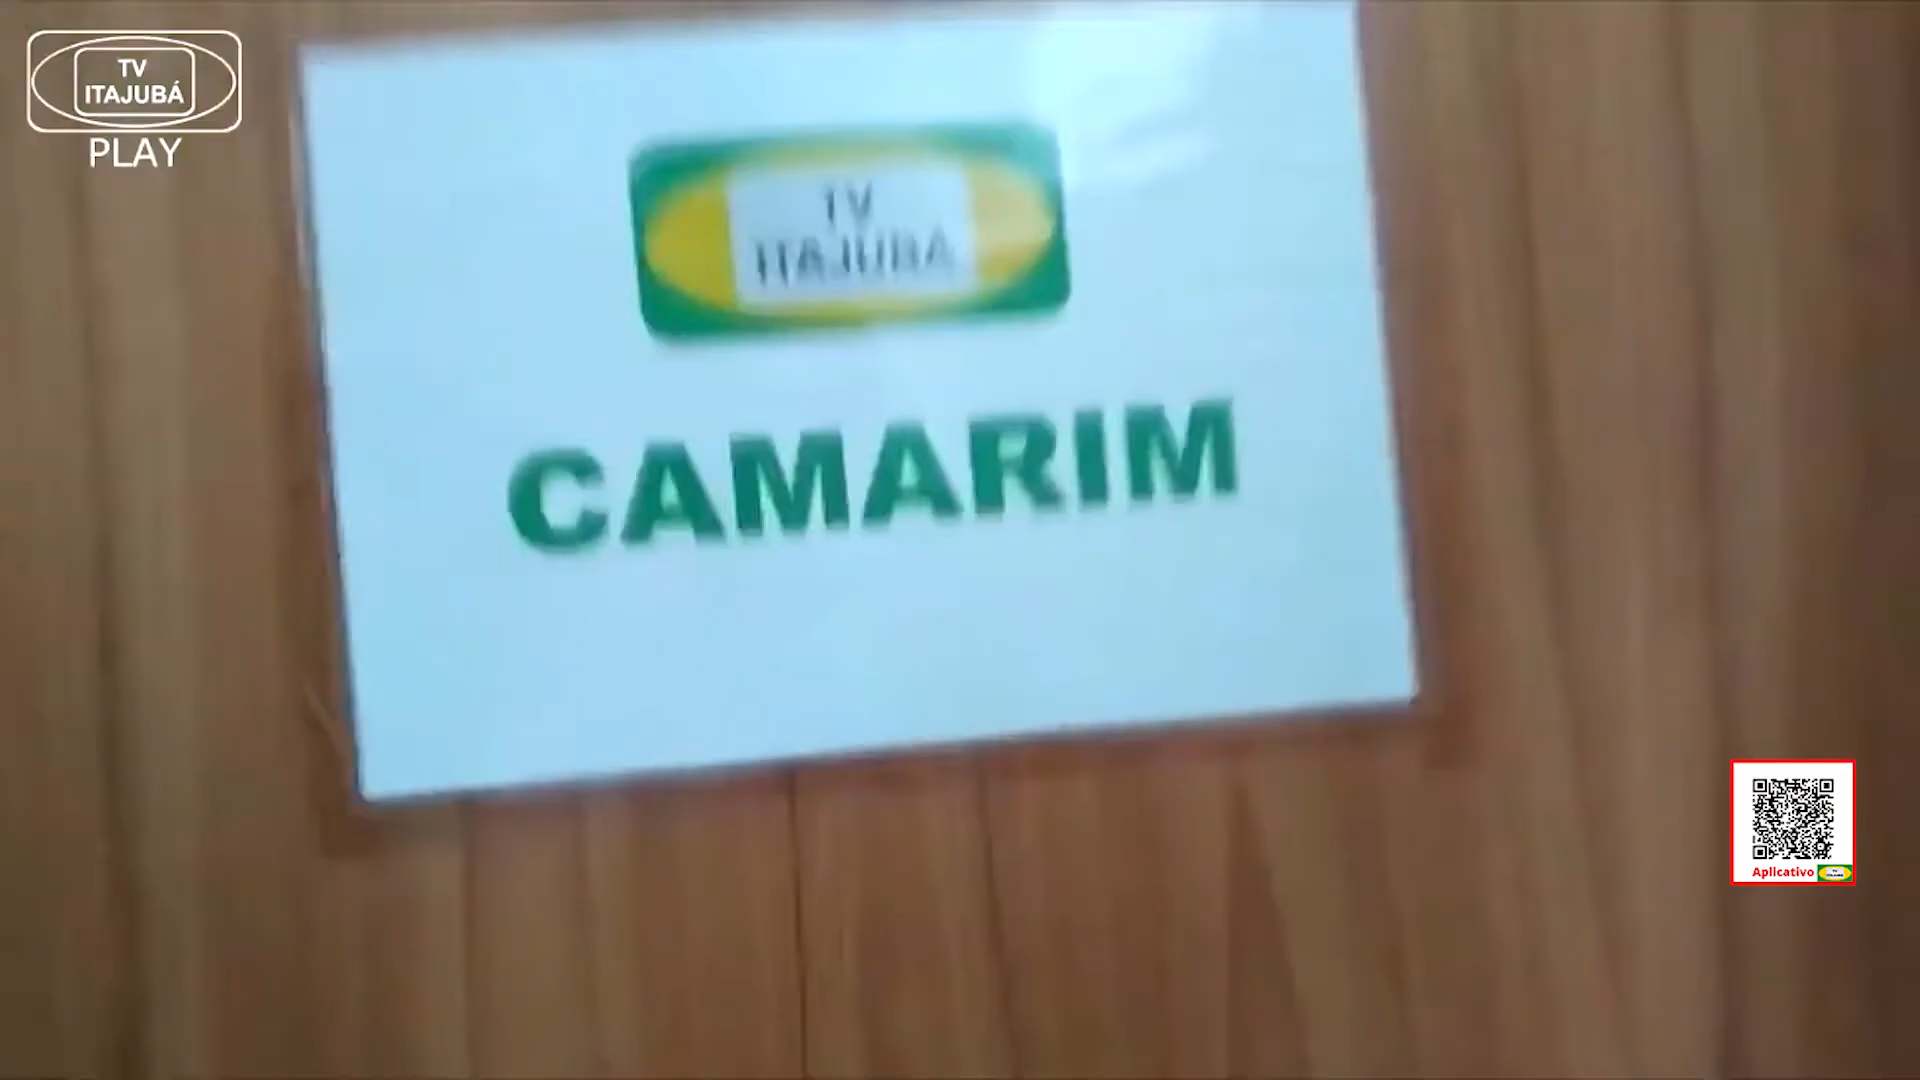 TV
ITAJUBÁ
PLAY
TV
ITAJUBÁ
CAMARIM
Aplicativo